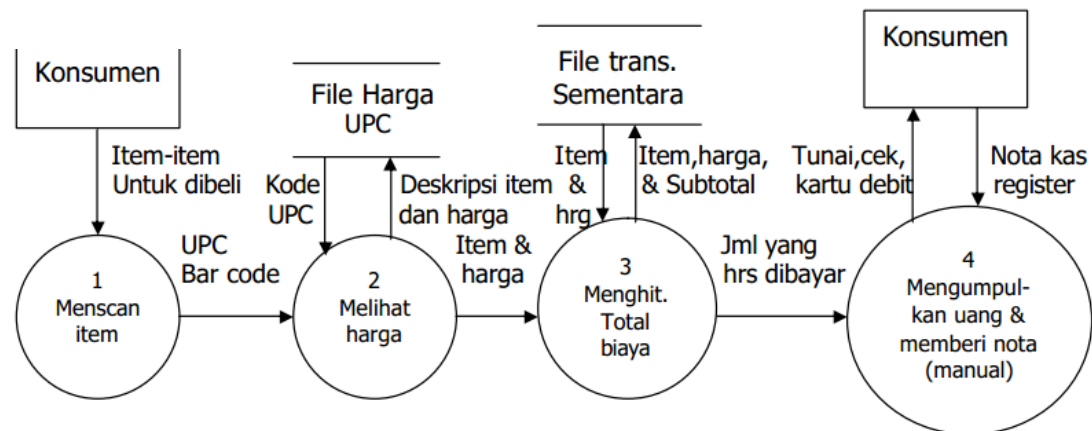 Konsumen
File Harga
UPC
File trans.
Sementara
Konsumen
Item-item
Untuk dibeli
Kode
UPC
Deskripsi item
dan harga
Item
&
hrg
Item,harga,
& Subtotal
Tunai,cek,
kartu debit
Nota kas
register
UPC
Bar code
Item &
harga
Jml yang
hrs dibayar
1
Menscan
item
2
Melihat
harga
3
Menghit.
Total
biaya
4
Mengumpul-
kan uang &
memberi nota
(manual)